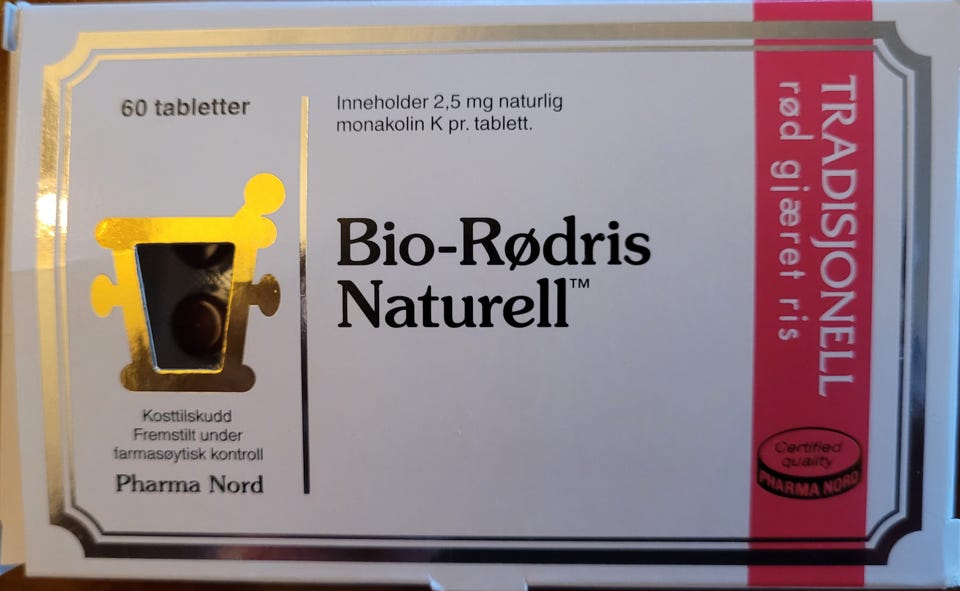 60 tabletter
Inneholder 2,5 mg naturlig
monakolin K pr. tablett.
Bio-Rødris
Naturell™
Kosttilskudd
Fremstilt under
farmasøytisk kontroll
Pharma Nord
TRADISJONELL
rød gjæret ris
Certified
quality
PHARMA NORD